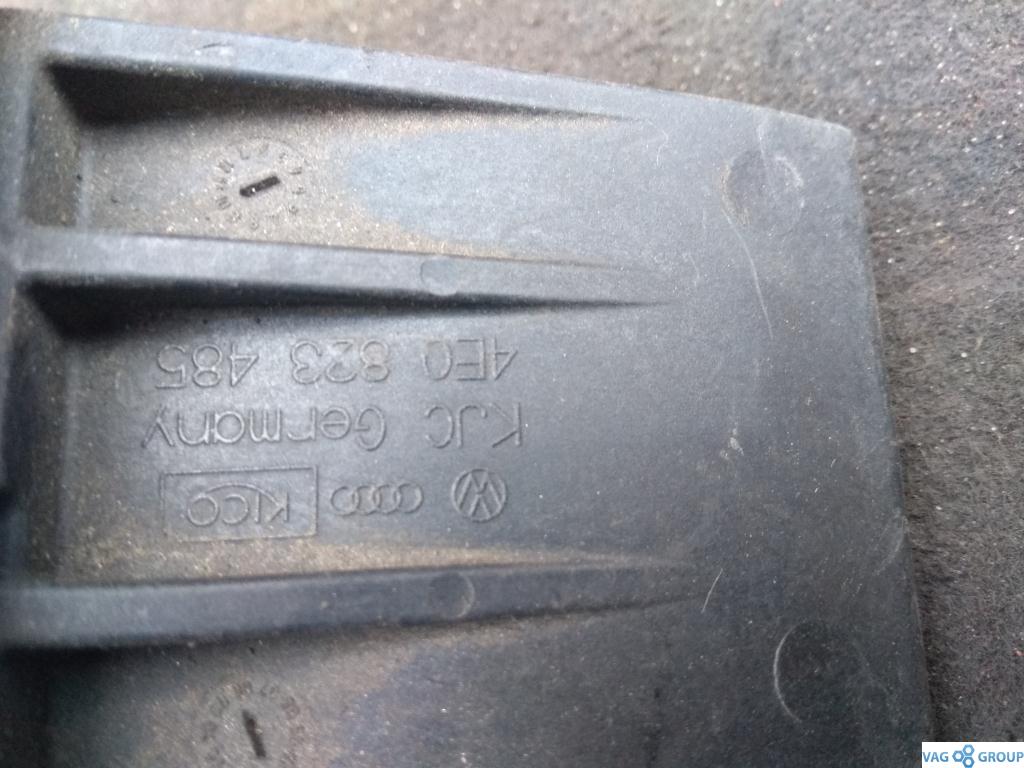 4E0 823 485
KJC Germany
KICO
VAG GROUP